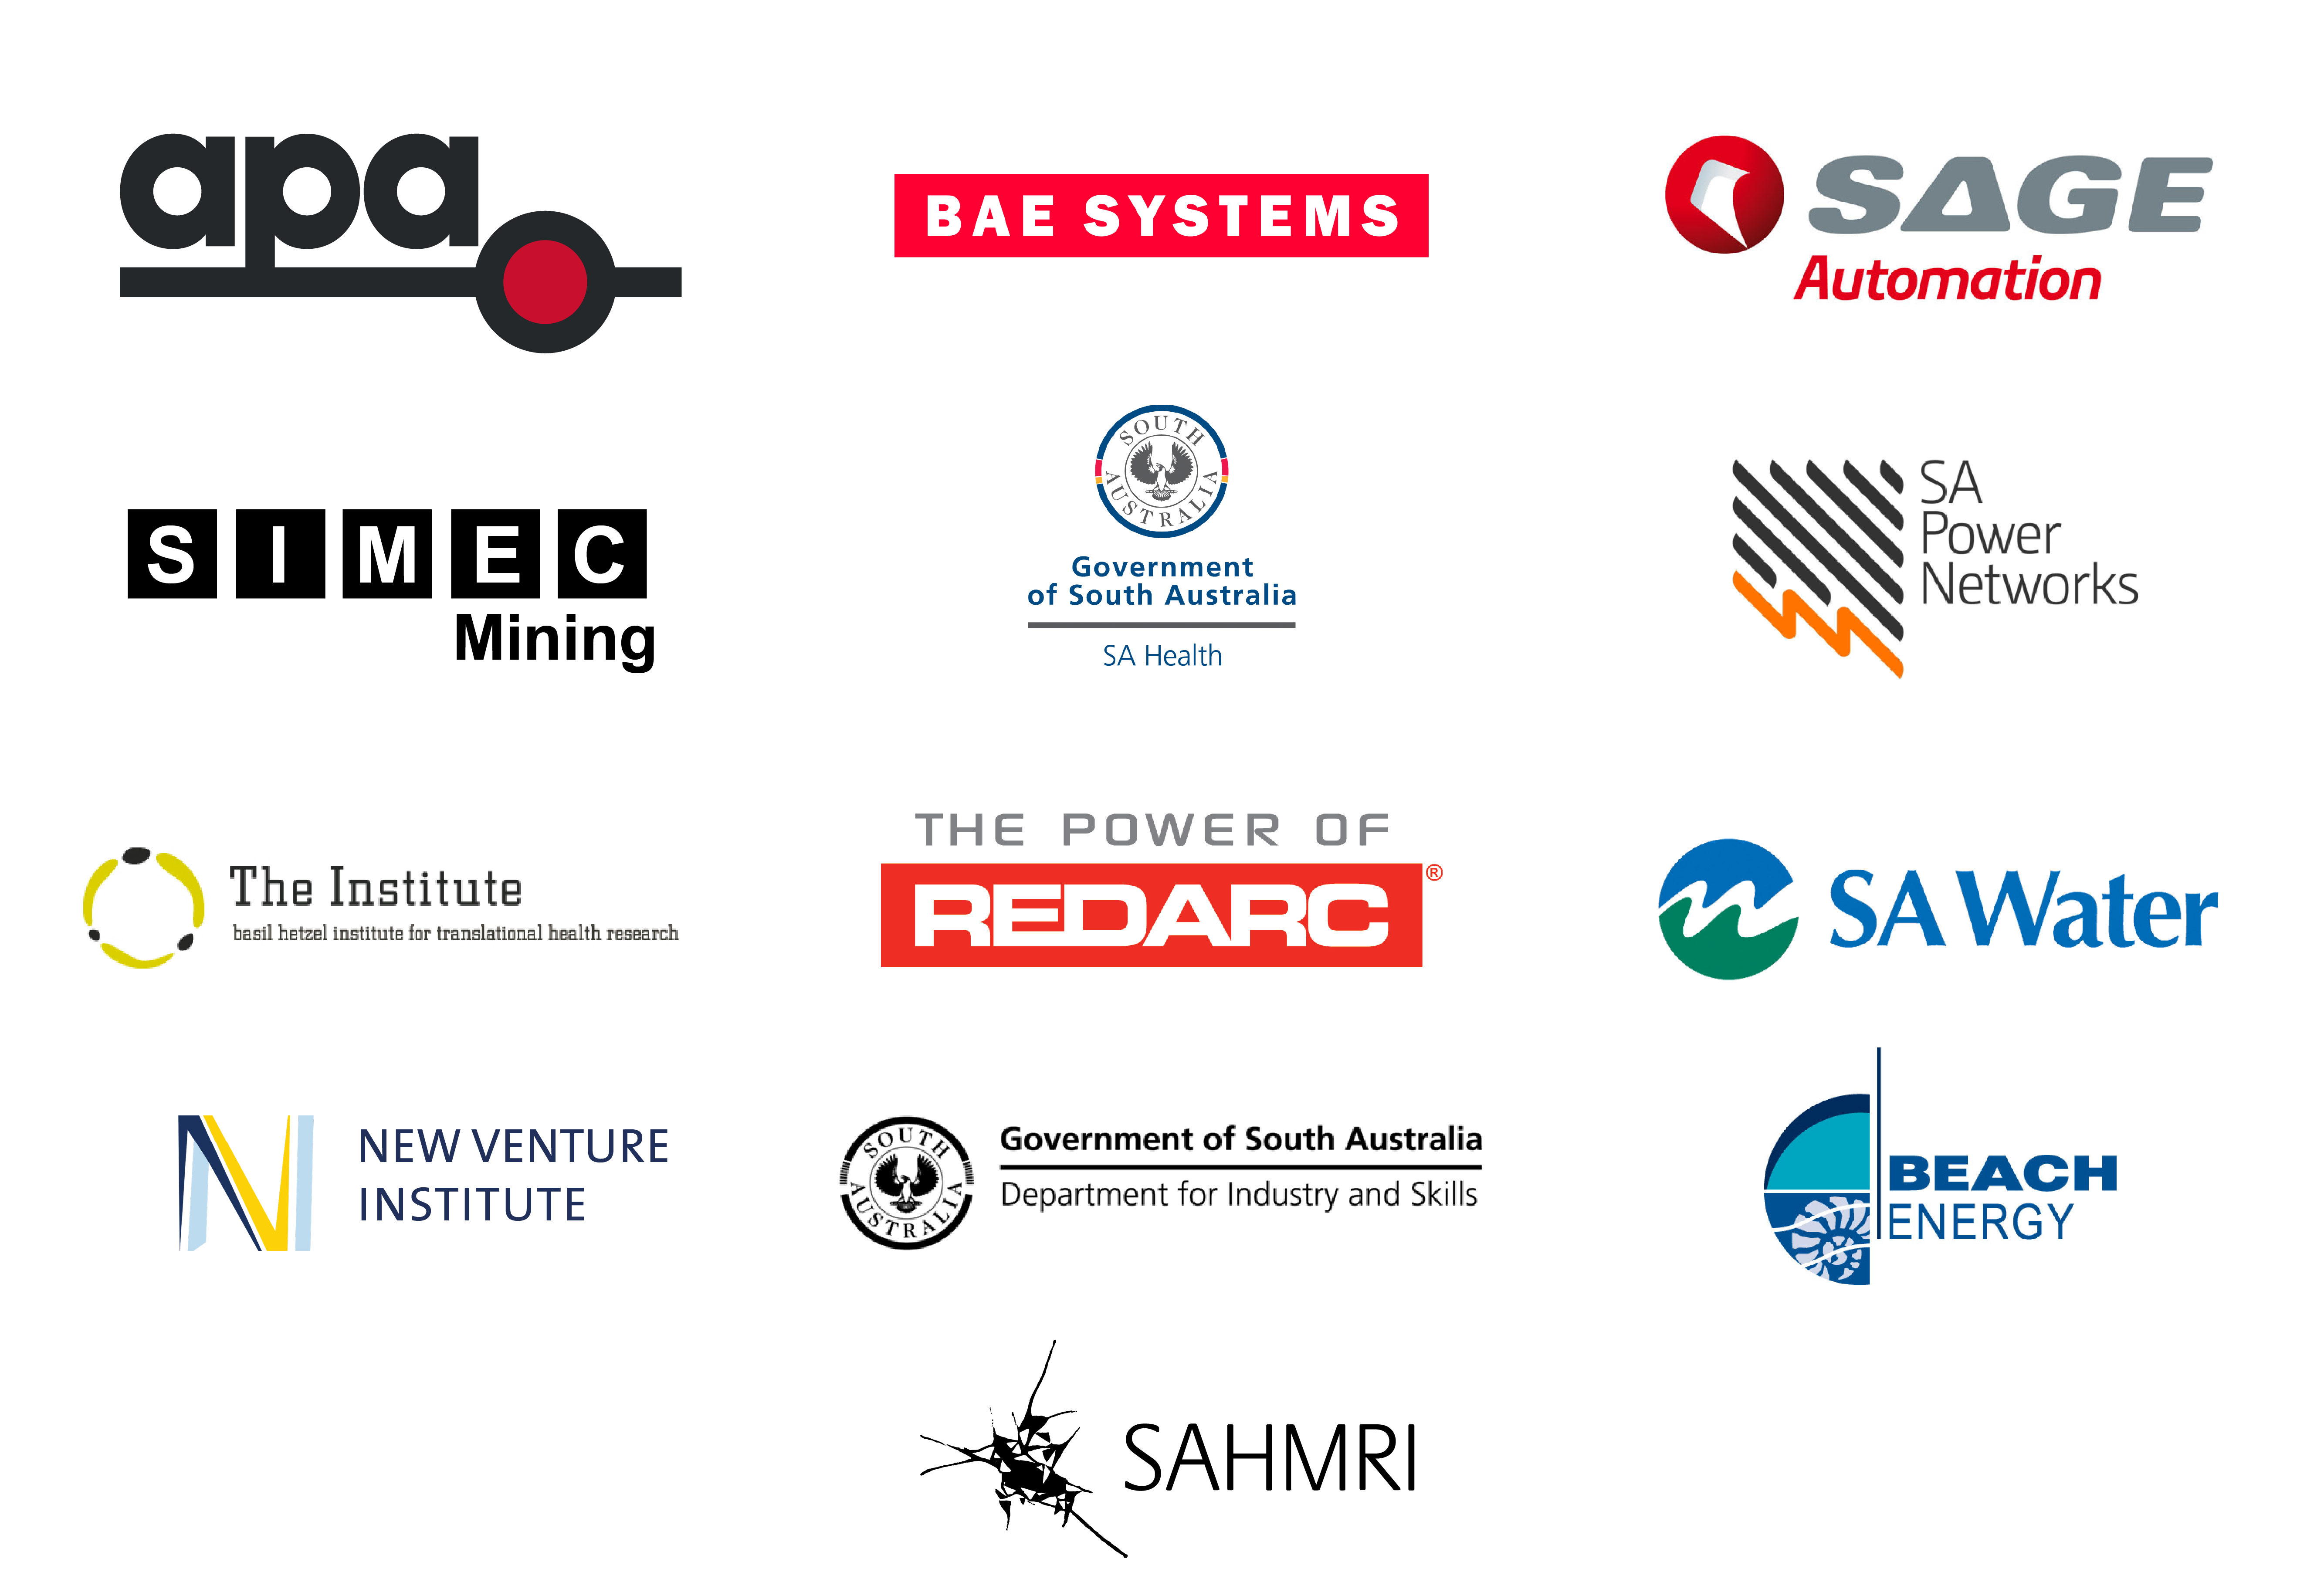 apa
BAE SYSTEMS
SAGE
Automation
SIMEC
Mining
SOUTH
AUSTRALIA
Government
of South Australia
SA Health
SA
Power
Networks
The Institute
basil hetzel institute for translational health research
THE POWER OF
REDARC®
SA Water
NEW VENTURE
INSTITUTE
SOUTH
AUSTRALIA
Government of South Australia
Department for Industry and Skills
BEACH
ENERGY
SAHMRI